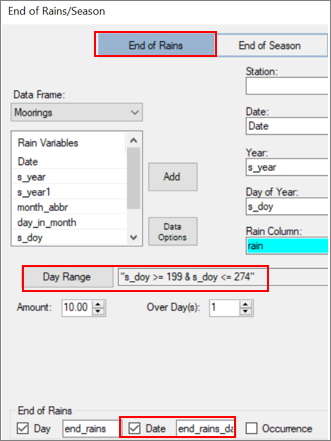 End of Rains/Season
End of Rains
End of Season
Station:
Data Frame:
Moorings
Date:
Date
Rain Variables
Date
s_year
s_year1
month_abbr
day_in_month
s_doy
Add
Data Options
Year:
s_year
Day of Year:
s_doy
Rain Column:
rain
Day Range
"s_doy >= 199 & s_doy <= 274"
Amount:
10.00
Over Day(s):
1
End of Rains
Day
end_rains
Date
end_rains_da
Occurrence